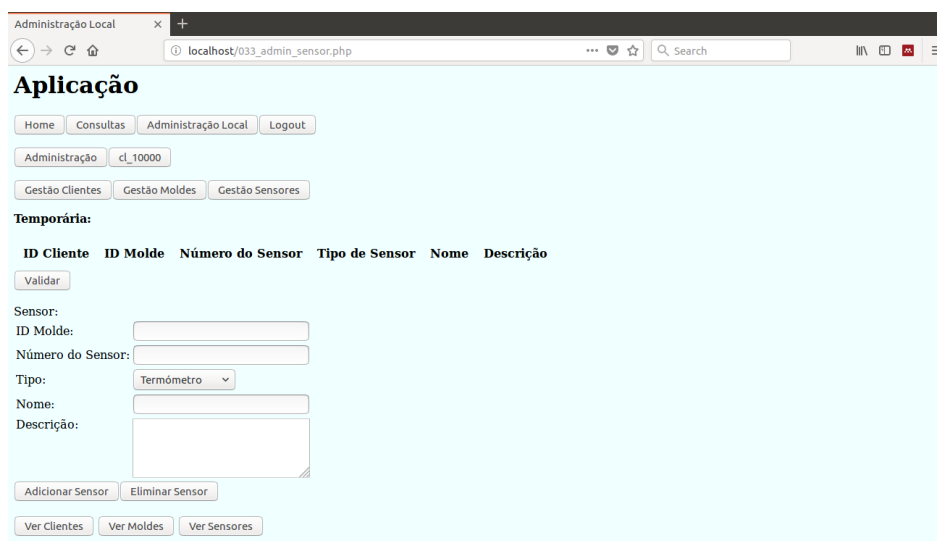 Administração Local × +
localhost/033_admin_sensor.php Search
Aplicação
Home Consultas Administração Local Logout
Administração cl_10000
Gestão Clientes Gestão Moldes Gestão Sensores
Temporária:
ID Cliente ID Molde Número do Sensor Tipo de Sensor Nome Descrição
Validar
Sensor:
ID Molde:
Número do Sensor:
Tipo: Termómetro
Nome:
Descrição:
Adicionar Sensor Eliminar Sensor
Ver Clientes Ver Moldes Ver Sensores